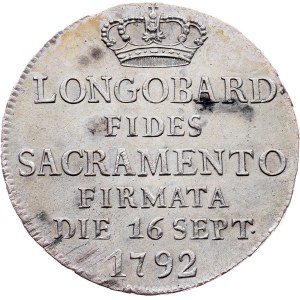 LONGOBARD
FIDES
SACRAMENTO
FIRMATA
DIE 16 SEPT.
1792